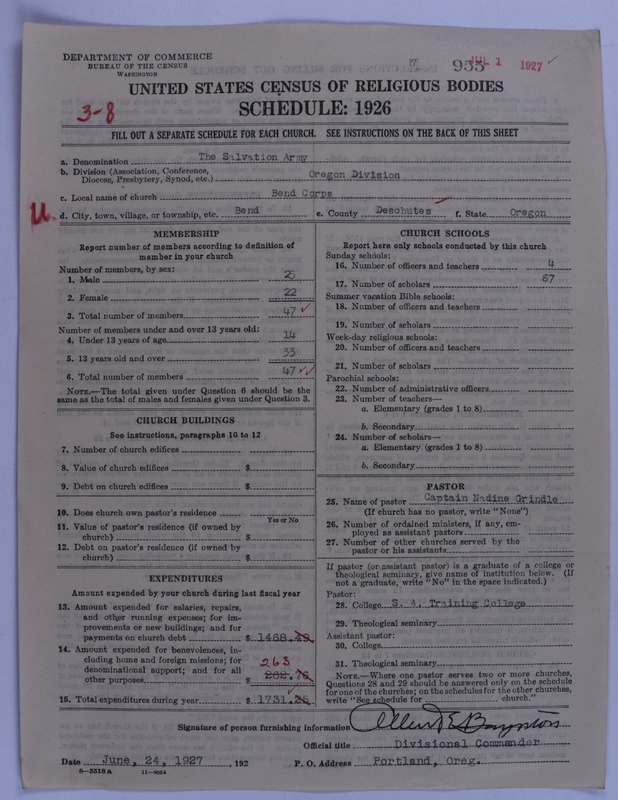 DEPARTMENT OF COMMERCE
BUREAU OF THE CENSUS
WASHINGTON
17 955 JUL 1 1927
UNITED STATES CENSUS OF RELIGIOUS BODIES
3-8
SCHEDULE: 1926
FILL OUT A SEPARATE SCHEDULE FOR EACH CHURCH. SEE INSTRUCTIONS ON THE BACK OF THIS SHEET
a. Denomination The Salvation Army
b. Division (Association, Conference, Diocese, Presbytery, Synod, etc.) Oregon Division
c. Local name of church Bend Corps
U. d. City, town, village, or township, etc. Bend e. County Deschutes f. State Oregon
MEMBERSHIP
Report number of members according to definition of
member in your church
Number of members, by sex:
1. Male 25
2. Female 22
3. Total number of members 47
Number of members under and over 13 years old:
4. Under 13 years of age 14
5. 13 years old and over 33
6. Total number of members 47
NOTE.—The total given under Question 6 should be the
same as the total of males and females given under Question 3.
CHURCH BUILDINGS
See instructions, paragraphs 10 to 12
7. Number of church edifices
8. Value of church edifices $
9. Debt on church edifices $
10. Does church own pastor's residence
Yes or No
11. Value of pastor's residence (if owned by
church) $
12. Debt on pastor's residence (if owned by
church) $
EXPENDITURES
Amount expended by your church during last fiscal year
13. Amount expended for salaries, repairs,
and other running expenses; for im-
provements or new buildings; and for
payments on church debt $ 1468.49
14. Amount expended for benevolences, in-
cluding home and foreign missions; for
denominational support; and for all
other purposes $ 262.76
263
15. Total expenditures during year $ 1731.25
CHURCH SCHOOLS
Report here only schools conducted by this church
Sunday schools:
16. Number of officers and teachers 4
17. Number of scholars 67
Summer vacation Bible schools:
18. Number of officers and teachers
19. Number of scholars
Week-day religious schools:
20. Number of officers and teachers
21. Number of scholars
Parochial schools:
22. Number of administrative officers
23. Number of teachers—
a. Elementary (grades 1 to 8)
b. Secondary
24. Number of scholars—
a. Elementary (grades 1 to 8)
b. Secondary
PASTOR
25. Name of pastor Captain Nadine Grindle
(If church has no pastor, write "None")
26. Number of ordained ministers, if any, em-
ployed as assistant pastors
27. Number of other churches served by the
pastor or his assistants
If pastor (or assistant pastor) is a graduate of a college or
theological seminary, give name of institution below. (If
not a graduate, write "No" in the space indicated.)
Pastor:
28. College S. A. Training College
29. Theological seminary
Assistant pastor:
30. College
31. Theological seminary
NOTE.—Where one pastor serves two or more churches,
Questions 28 and 29 should be answered only on the schedule
for one of the churches; on the schedules for the other churches,
write "See schedule for church."
Signature of person furnishing information Albert E. Baynton
Official title Divisional Commander
Date June, 24, 1927 , 192 P. O. Address Portland, Oreg.
8—5518 a 11—9024